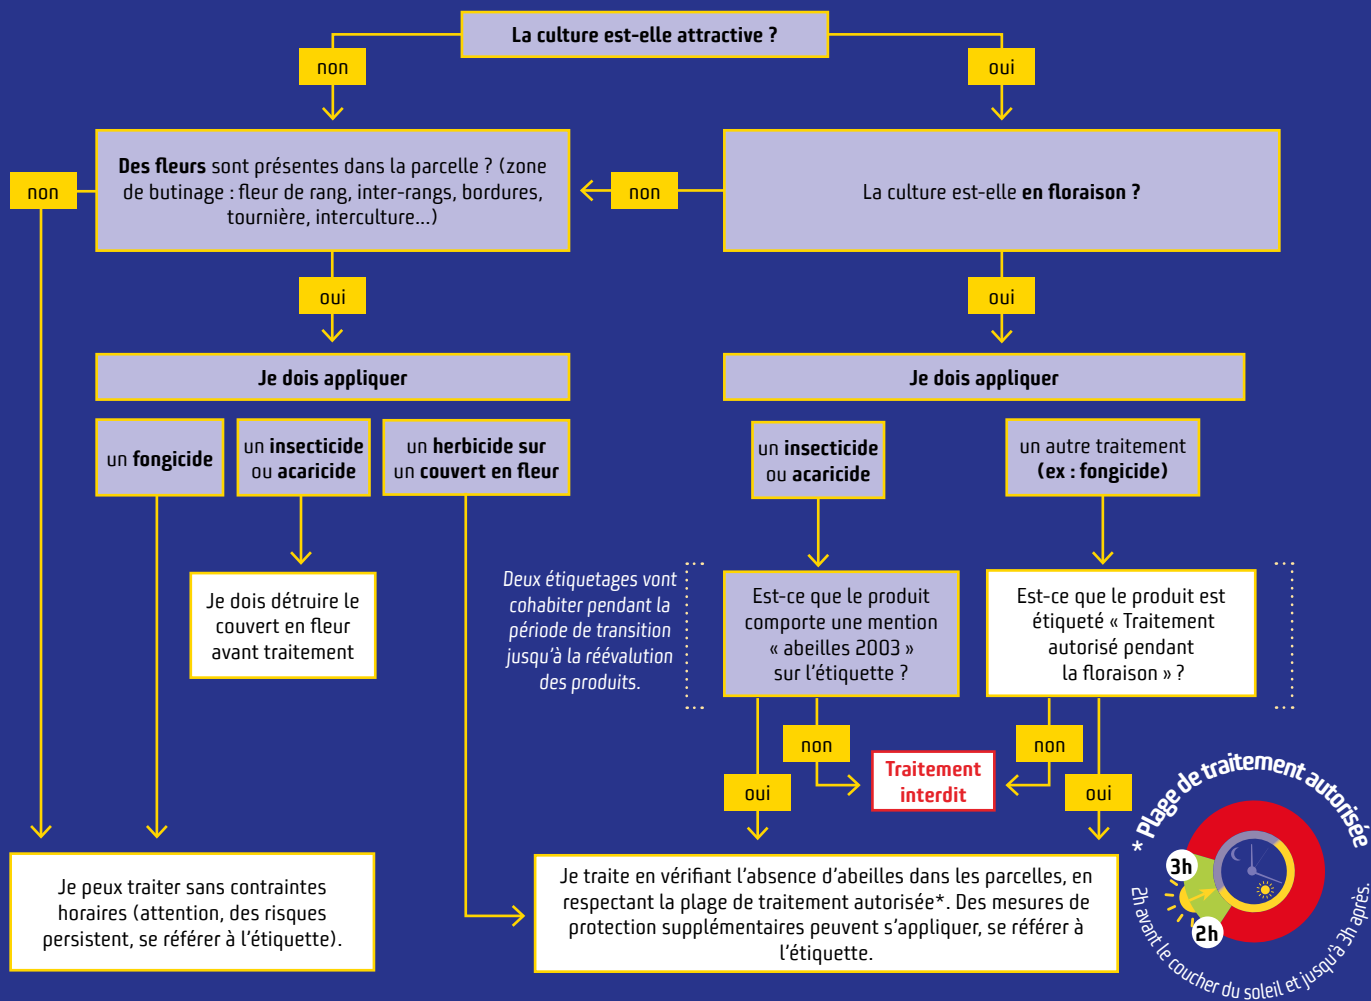 La culture est-elle attractive ?
non
oui
Des fleurs sont présentes dans la parcelle ? (zone
de butinage : fleur de rang, inter-rangs, bordures,
tournière, interculture...)
non
non
La culture est-elle en floraison ?
oui
oui
Je dois appliquer
Je dois appliquer
un fongicide
un insecticide
ou acaricide
un herbicide sur
un couvert en fleur
un insecticide
ou acaricide
un autre traitement
(ex : fongicide)
Je dois détruire le
couvert en fleur
avant traitement
Deux étiquetages vont
cohabiter pendant la
période de transition
jusqu'à la réévalution
des produits.
Est-ce que le produit
comporte une mention
« abeilles 2003 »
sur l'étiquette ?
Est-ce que le produit est
étiqueté « Traitement
autorisé pendant
la floraison » ?
non
non
Traitement
interdit
oui
oui
Je peux traiter sans contraintes
horaires (attention, des risques
persistent, se référer à l'étiquette).
Je traite en vérifiant l'absence d'abeilles dans les parcelles, en
respectant la plage de traitement autorisée*. Des mesures de
protection supplémentaires peuvent s'appliquer, se référer à
l'étiquette.
* Plage de traitement autorisée
3h
2h
2h avant le coucher du soleil et jusqu'à 3h après.